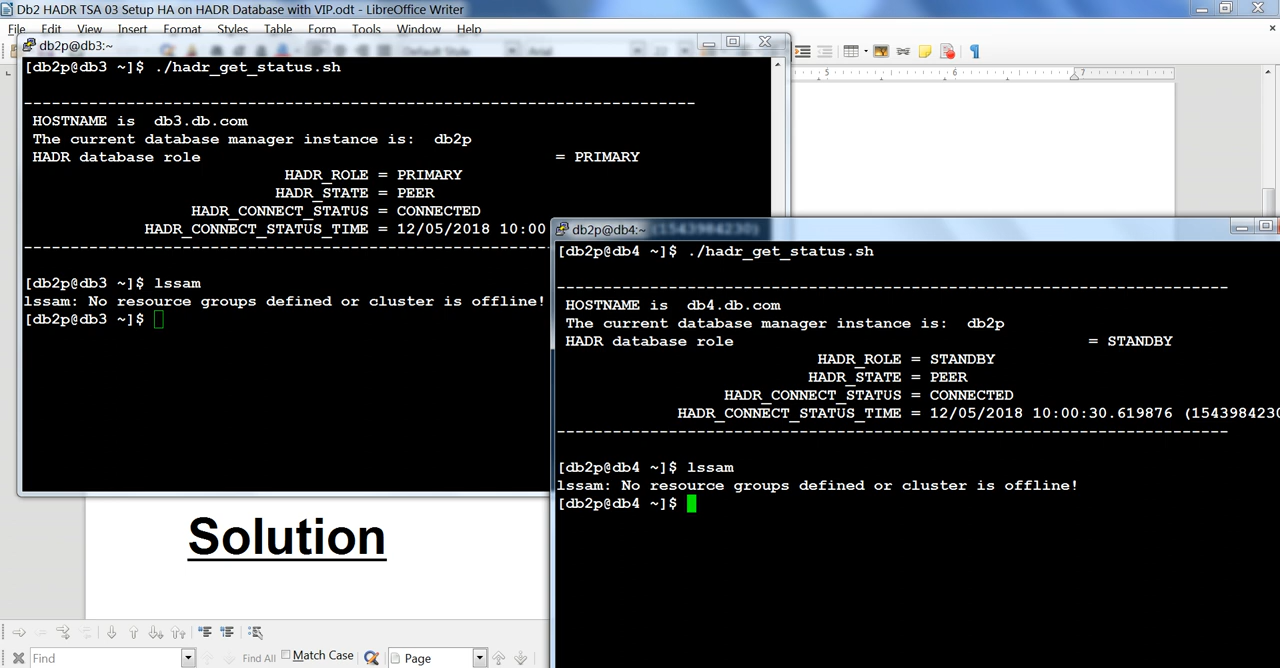 Db2 HADR TSA 03 Setup HA on HADR Database with VIP.odt - LibreOffice Writer
File Edit View Insert Format Styles Table Form Tools Window Help
db2p@db3:~
5 6 7
[db2p@db3 ~]$ ./hadr_get_status.sh
--------------------------------------------------------------------------
HOSTNAME is db3.db.com
The current database manager instance is: db2p
HADR database role = PRIMARY
HADR_ROLE = PRIMARY
HADR_STATE = PEER
HADR_CONNECT_STATUS = CONNECTED
HADR_CONNECT_STATUS_TIME = 12/05/2018 10:00
--------------------------------------------------------------------------
[db2p@db3 ~]$ lssam
lssam: No resource groups defined or cluster is offline!
[db2p@db3 ~]$
db2p@db4:~
(1543984230)
[db2p@db4 ~]$ ./hadr_get_status.sh
--------------------------------------------------------------------------
HOSTNAME is db4.db.com
The current database manager instance is: db2p
HADR database role = STANDBY
HADR_ROLE = STANDBY
HADR_STATE = PEER
HADR_CONNECT_STATUS = CONNECTED
HADR_CONNECT_STATUS_TIME = 12/05/2018 10:00:30.619876 (1543984230
--------------------------------------------------------------------------
[db2p@db4 ~]$ lssam
lssam: No resource groups defined or cluster is offline!
[db2p@db4 ~]$
Solution
Find Find All Match Case Page